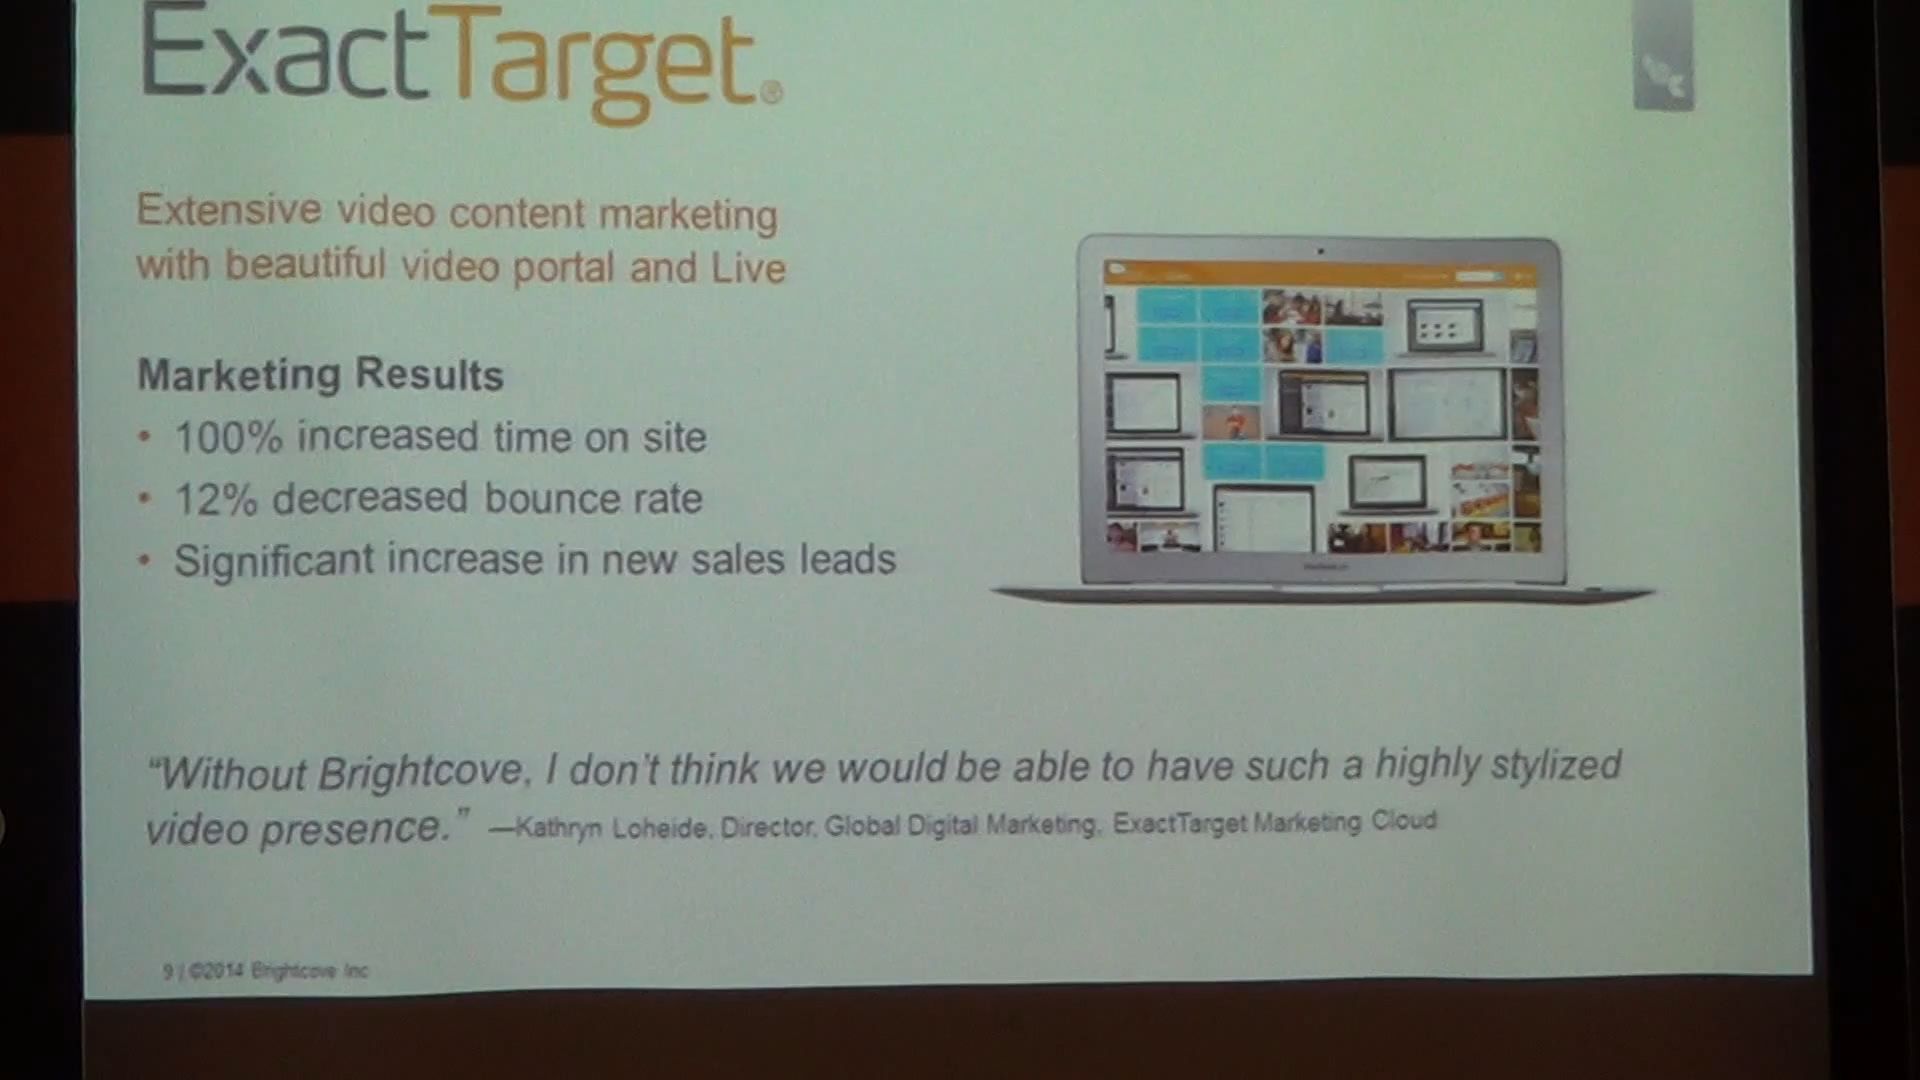 ExactTarget®
Extensive video content marketing
with beautiful video portal and Live
Marketing Results
• 100% increased time on site
• 12% decreased bounce rate
• Significant increase in new sales leads
“Without Brightcove, I don't think we would be able to have such a highly stylized
video presence.” —Kathryn Loheide, Director, Global Digital Marketing, ExactTarget Marketing Cloud
9 | ©2014 Brightcove Inc